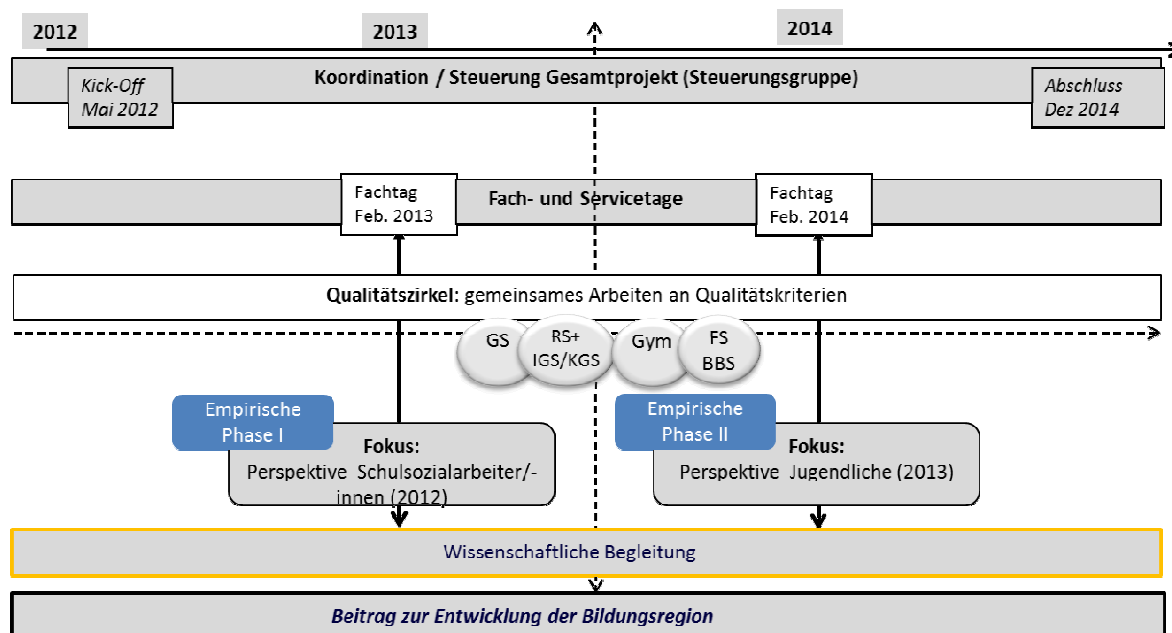 2012
2013
2014
Koordination / Steuerung Gesamtprojekt (Steuerungsgruppe)
Kick-Off
Mai 2012
Abschluss
Dez 2014
Fachtag
Feb. 2013
Fach- und Servicetage
Fachtag
Feb. 2014
Qualitätszirkel: gemeinsames Arbeiten an Qualitätskriterien
GS
RS+
IGS/KGS
Gym
FS
BBS
Empirische
Phase I
Fokus:
Perspektive Schulsozialarbeiter/-
innen (2012)
Empirische
Phase II
Fokus:
Perspektive Jugendliche (2013)
Wissenschaftliche Begleitung
Beitrag zur Entwicklung der Bildungsregion